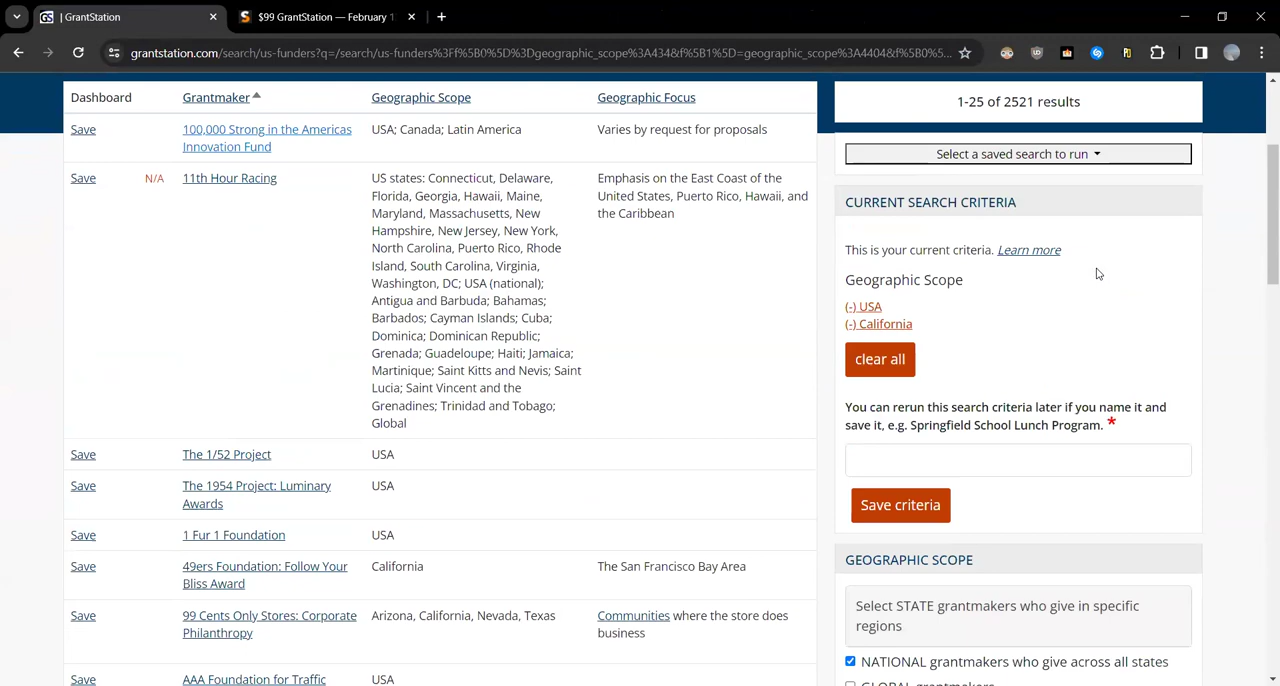 | GrantStation
$99 GrantStation — February 1
grantstation.com/search/us-funders?q=/search/us-funders%3Ff%5B0%5D%3Dgeographic_scope%3A434&f%5B1%5D=geographic_scope%3A4404&f%5B0%5...
Dashboard Grantmaker Geographic Scope Geographic Focus
Save 100,000 Strong in the Americas USA; Canada; Latin America Varies by request for proposals
Innovation Fund
Save N/A 11th Hour Racing US states: Connecticut, Delaware, Emphasis on the East Coast of the
Florida, Georgia, Hawaii, Maine, United States, Puerto Rico, Hawaii, and
Maryland, Massachusetts, New the Caribbean
Hampshire, New Jersey, New York,
North Carolina, Puerto Rico, Rhode
Island, South Carolina, Virginia,
Washington, DC; USA (national);
Antigua and Barbuda; Bahamas;
Barbados; Cayman Islands; Cuba;
Dominica; Dominican Republic;
Grenada; Guadeloupe; Haiti; Jamaica;
Martinique; Saint Kitts and Nevis; Saint
Lucia; Saint Vincent and the
Grenadines; Trinidad and Tobago;
Global
Save The 1/52 Project USA
Save The 1954 Project: Luminary USA
Awards
Save 1 Fur 1 Foundation USA
Save 49ers Foundation: Follow Your California The San Francisco Bay Area
Bliss Award
Save 99 Cents Only Stores: Corporate Arizona, California, Nevada, Texas Communities where the store does
Philanthropy business
Save AAA Foundation for Traffic USA
1-25 of 2521 results
Select a saved search to run
CURRENT SEARCH CRITERIA
This is your current criteria. Learn more
Geographic Scope
(-) USA
(-) California
clear all
You can rerun this search criteria later if you name it and
save it, e.g. Springfield School Lunch Program. *
Save criteria
GEOGRAPHIC SCOPE
Select STATE grantmakers who give in specific
regions
NATIONAL grantmakers who give across all states
GLOBAL grantmakers